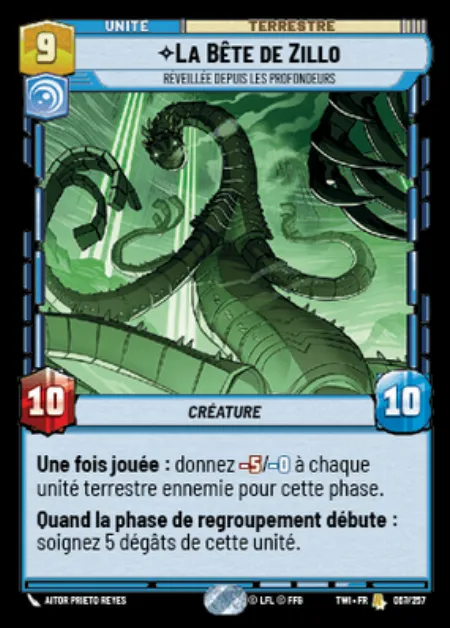 UNITÉ TERRESTRE
9
✧LA BÊTE DE ZILLO
RÉVEILLÉE DEPUIS LES PROFONDEURS
10 10
CRÉATURE
Une fois jouée : donnez -5/-0 à chaque
unité terrestre ennemie pour cette phase.
Quand la phase de regroupement débute :
soignez 5 dégâts de cette unité.
AITOR PRIETO REYES © LFL © FFG TWI • FR 067/257